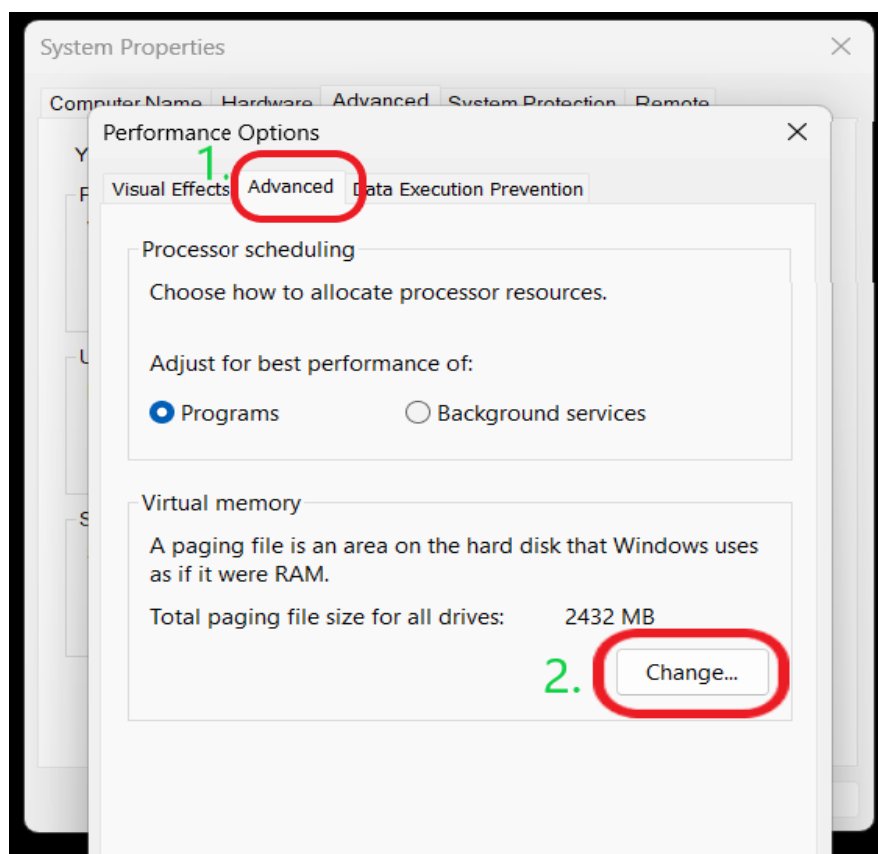 System Properties
Computer Name Hardware Advanced System Protection Remote
Performance Options
1.
Visual Effects Advanced Data Execution Prevention
Processor scheduling
Choose how to allocate processor resources.
Adjust for best performance of:
Programs Background services
Virtual memory
A paging file is an area on the hard disk that Windows uses
as if it were RAM.
Total paging file size for all drives: 2432 MB
2. Change...